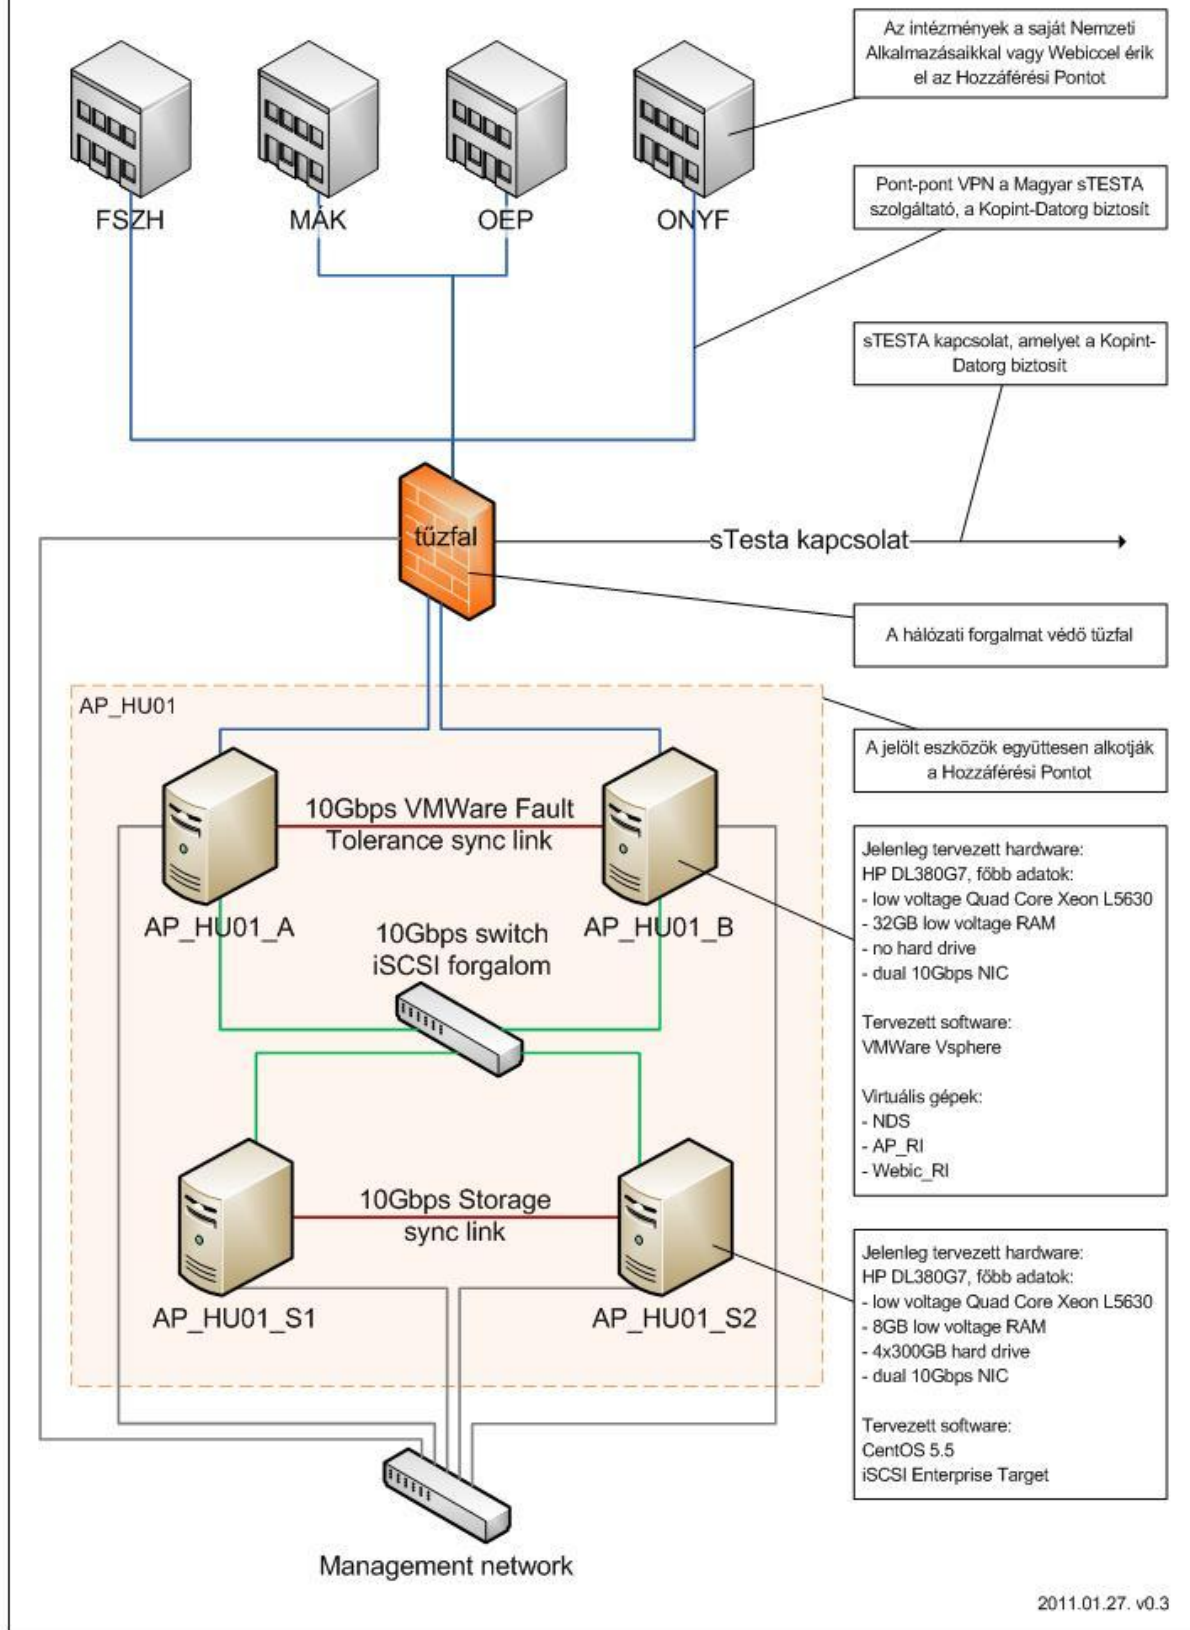 Az intézmények a saját Nemzeti
Alkalmazásaikkal vagy Webiccel érik
el az Hozzáférési Pontot
FSZH
MÁK
OEP
ONYF
Pont-pont VPN a Magyar sTESTA
szolgáltató, a Kopint-Datorg biztosít
sTESTA kapcsolat, amelyet a Kopint-
Datorg biztosít
tűzfal
sTesta kapcsolat
A hálózati forgalmat védő tűzfal
AP_HU01
A jelölt eszközök együttesen alkotják
a Hozzáférési Pontot
10Gbps VMWare Fault
Tolerance sync link
AP_HU01_A
AP_HU01_B
10Gbps switch
iSCSI forgalom
Jelenleg tervezett hardware:
HP DL380G7, főbb adatok:
- low voltage Quad Core Xeon L5630
- 32GB low voltage RAM
- no hard drive
- dual 10Gbps NIC
Tervezett software:
VMWare Vsphere
Virtuális gépek:
- NDS
- AP_RI
- Webic_RI
10Gbps Storage
sync link
AP_HU01_S1
AP_HU01_S2
Jelenleg tervezett hardware:
HP DL380G7, főbb adatok:
- low voltage Quad Core Xeon L5630
- 8GB low voltage RAM
- 4x300GB hard drive
- dual 10Gbps NIC
Tervezett software:
CentOS 5.5
iSCSI Enterprise Target
Management network
2011.01.27. v0.3